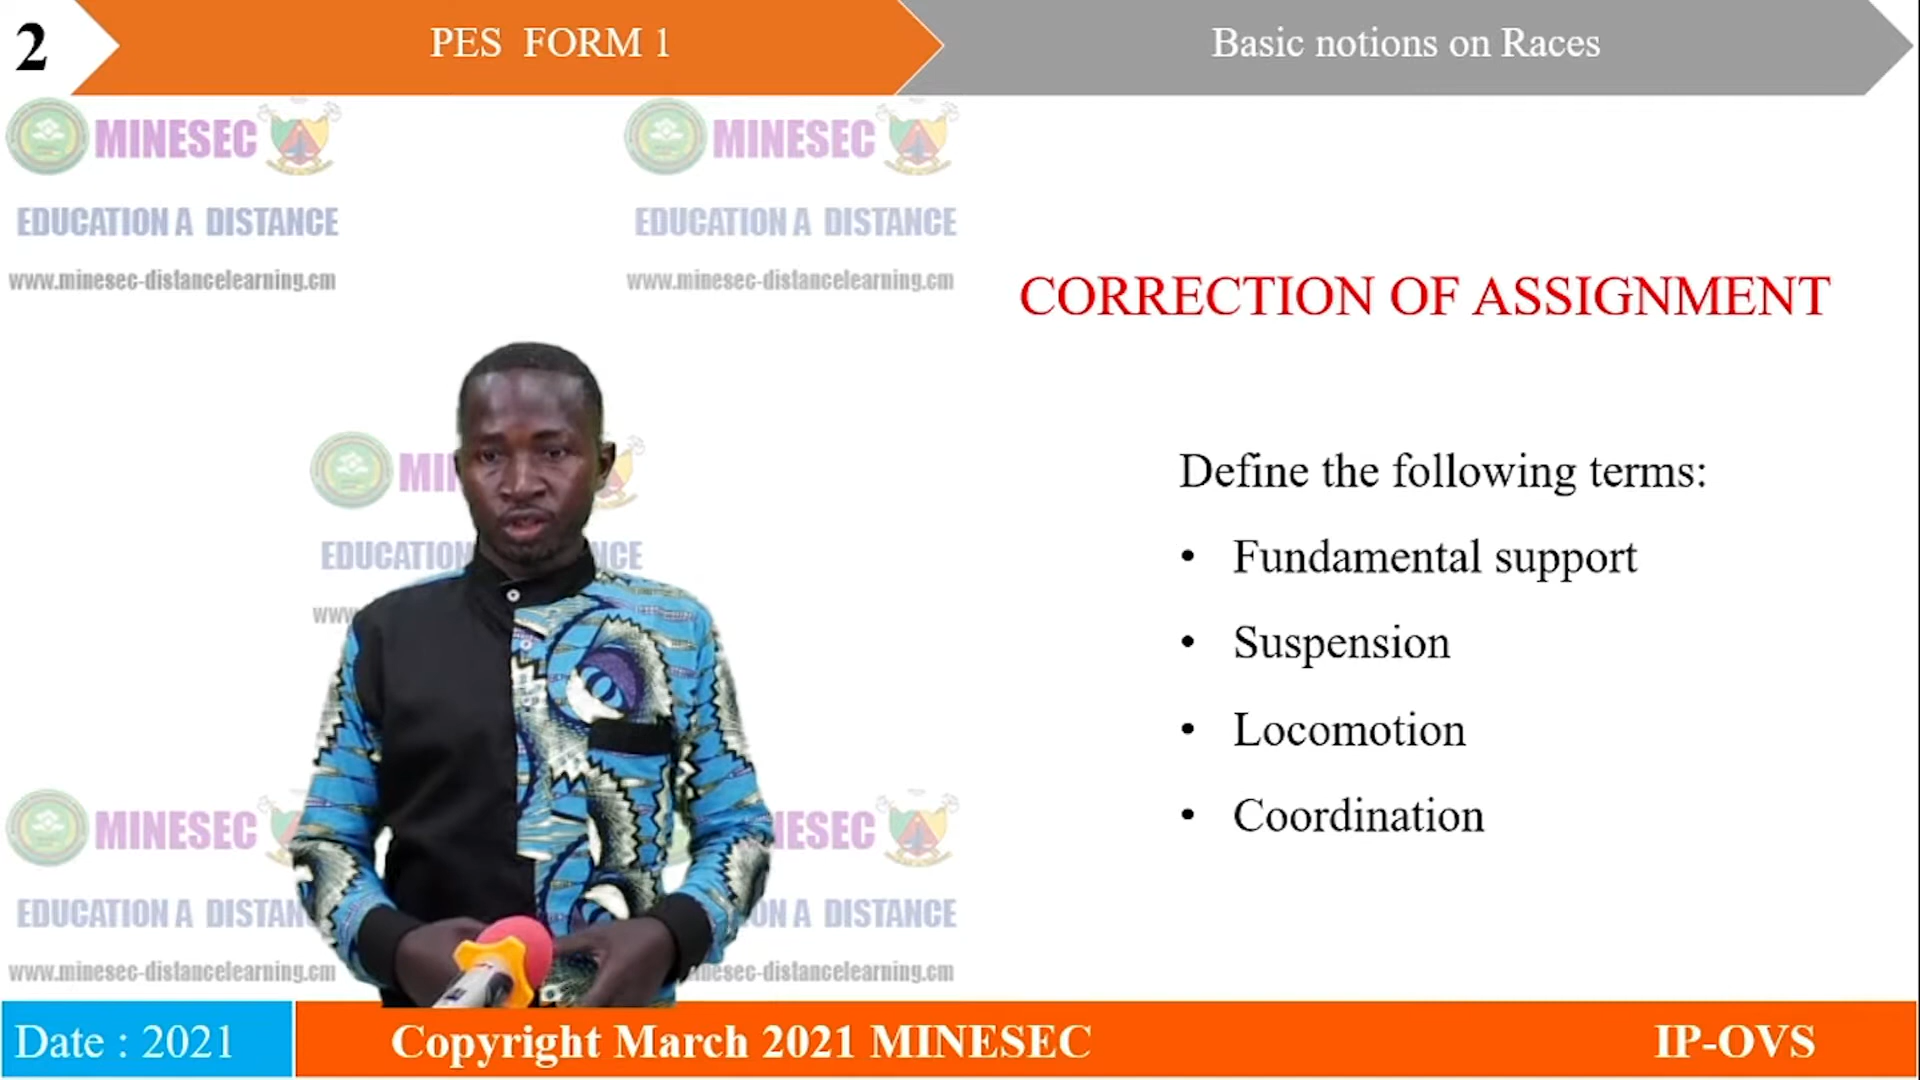 2
PES FORM 1
Basic notions on Races
MINESEC
MINESEC
EDUCATION A DISTANCE
EDUCATION A DISTANCE
www.minesec-distancelearning.cm
www.minesec-distancelearning.cm
CORRECTION OF ASSIGNMENT
Define the following terms:
• Fundamental support
• Suspension
• Locomotion
• Coordination
MINESEC
EDUCATION A DISTANCE
www.minesec-distancelearning.cm
Date : 2021
Copyright March 2021 MINESEC
IP-OVS